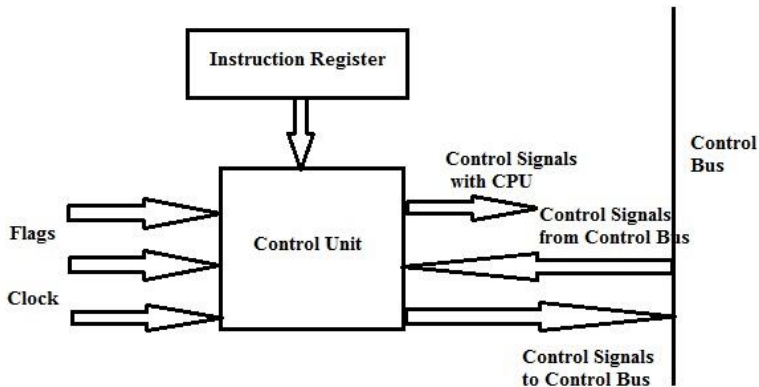 Instruction Register
Control Signals
with CPU
Control
Bus
Control Signals
from Control Bus
Flags
Control Unit
Clock
Control Signals
to Control Bus